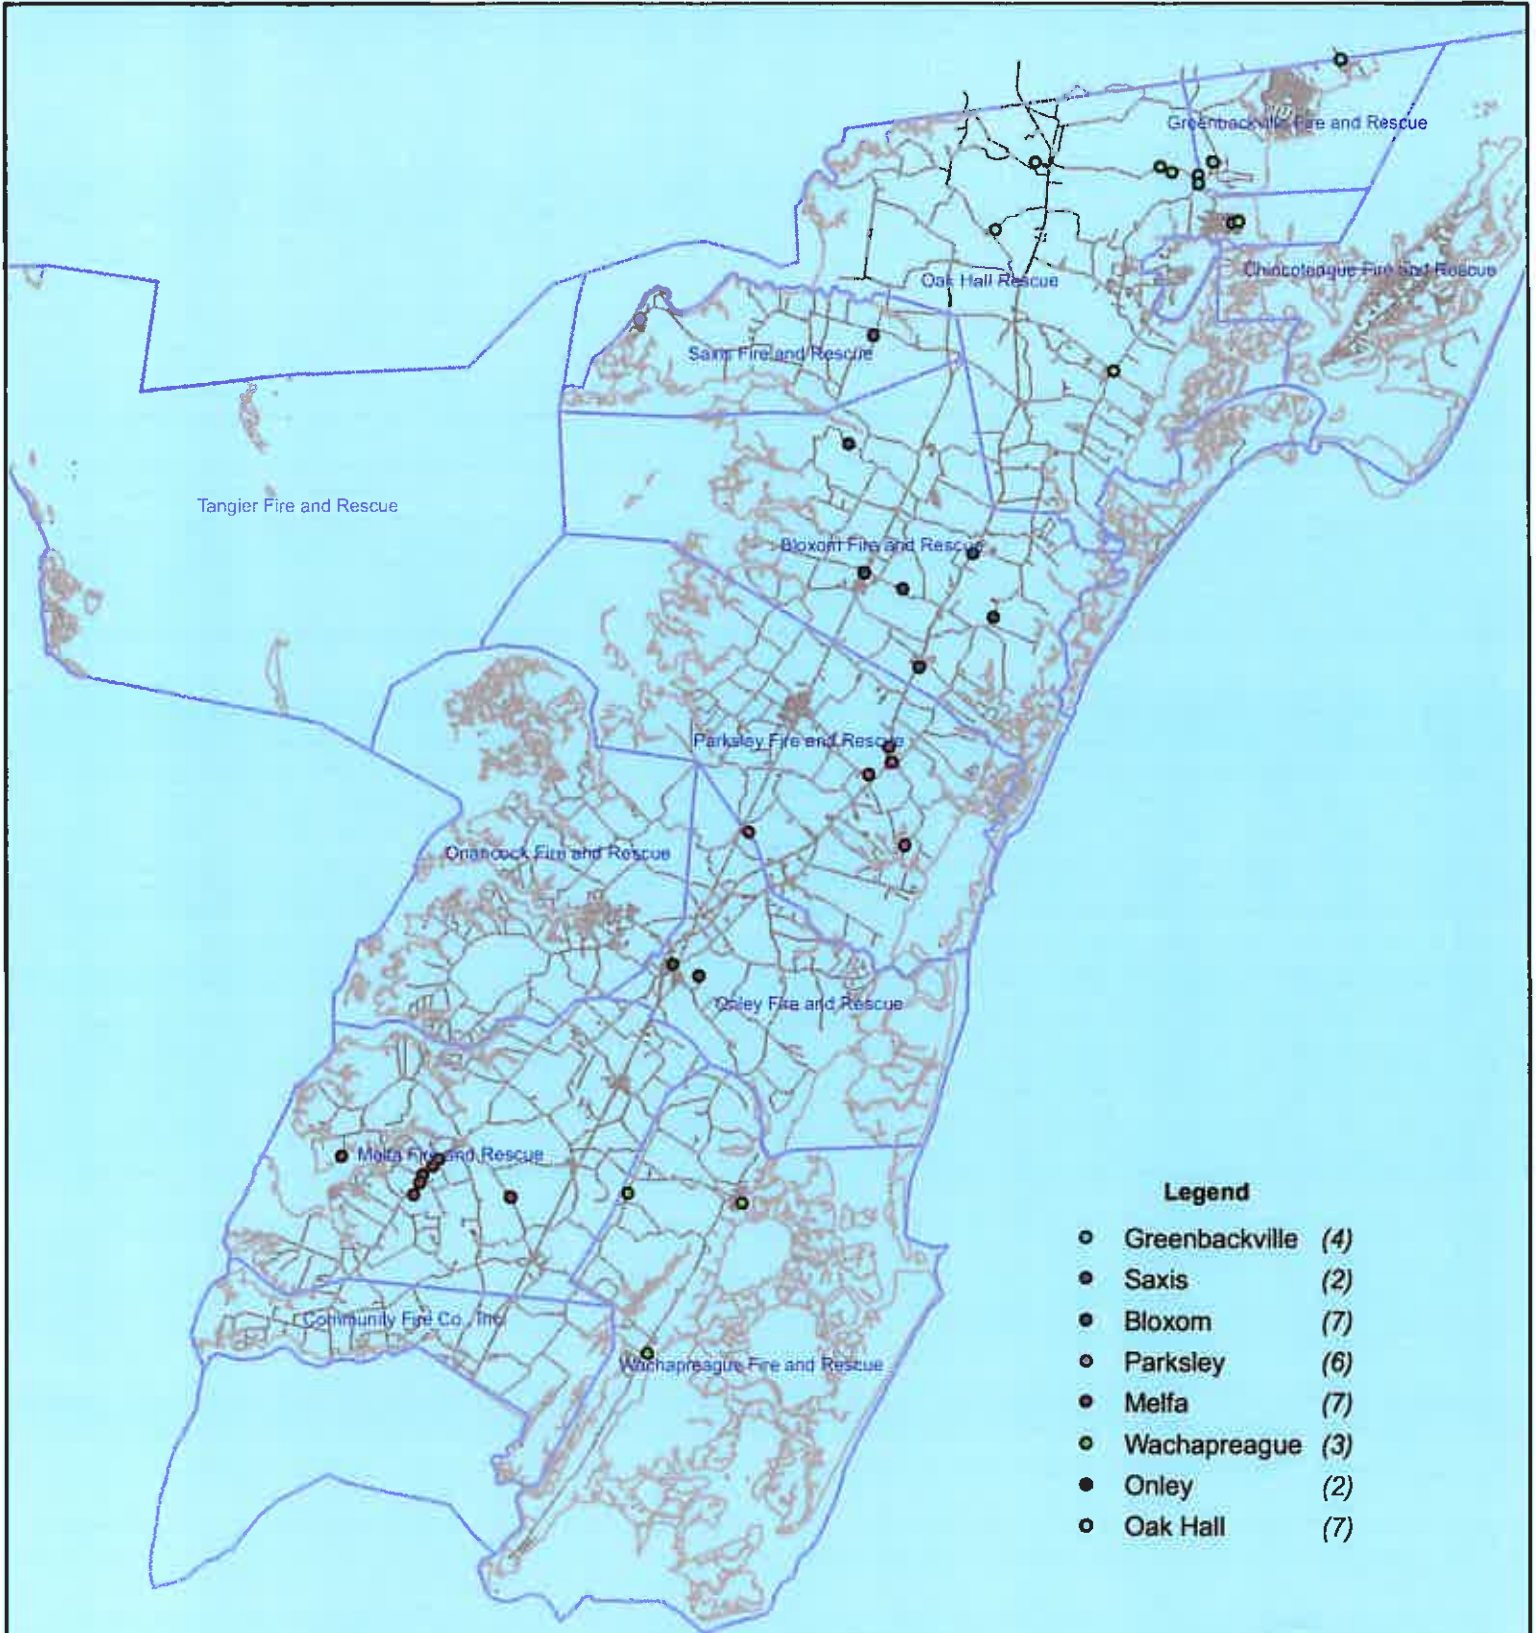 Greenbackville Fire and Rescue
Chincoteague Fire and Rescue
Oak Hall Rescue
Saxis Fire and Rescue
Tangier Fire and Rescue
Bloxom Fire and Rescue
Parksley Fire and Rescue
Onancock Fire and Rescue
Onley Fire and Rescue
Melfa Fire and Rescue
Community Fire Co., Inc.
Wachapreague Fire and Rescue
Legend
Greenbackville (4)
Saxis (2)
Bloxom (7)
Parksley (6)
Melfa (7)
Wachapreague (3)
Onley (2)
Oak Hall (7)